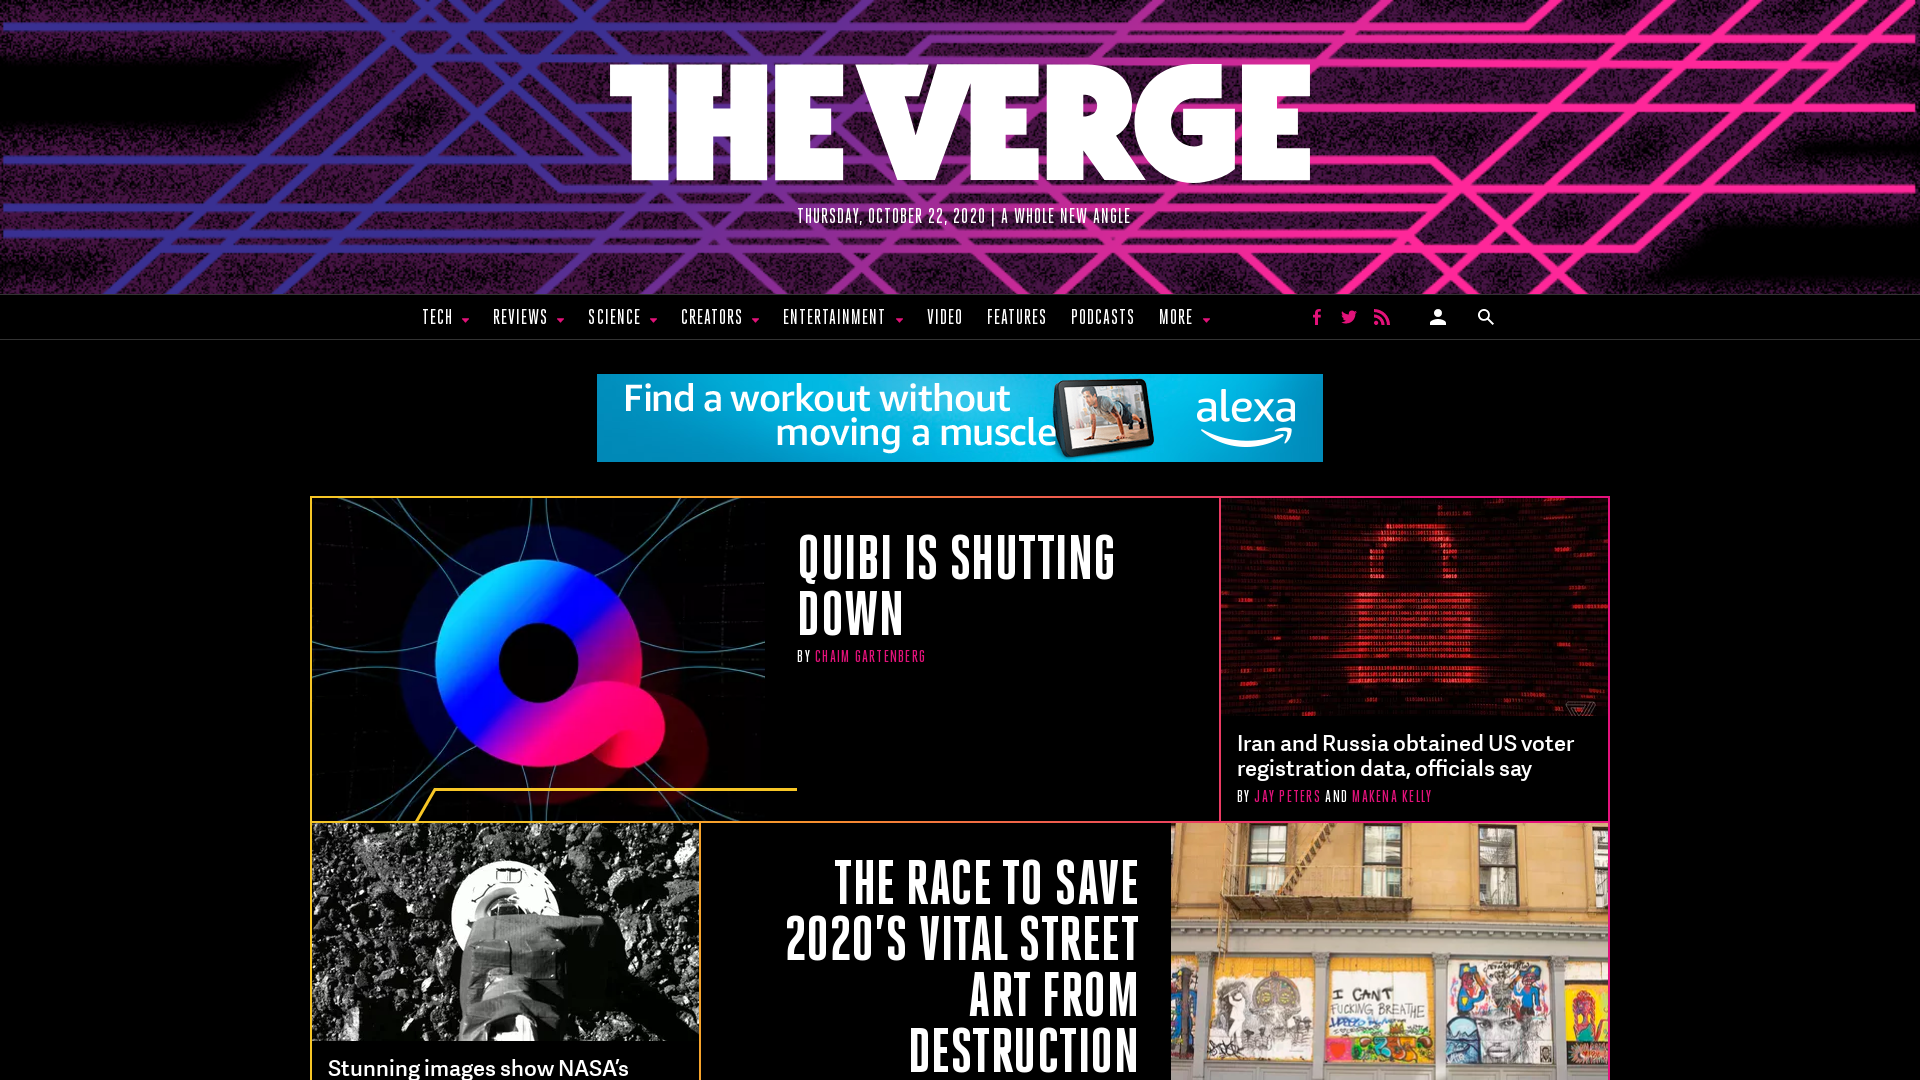 THE VERGE
THURSDAY, OCTOBER 22, 2020 | A WHOLE NEW ANGLE
TECH REVIEWS SCIENCE CREATORS ENTERTAINMENT VIDEO FEATURES PODCASTS MORE
Find a workout without
moving a muscle
alexa
QUIBI IS SHUTTING
DOWN
BY CHAIM GARTENBERG
Iran and Russia obtained US voter
registration data, officials say
BY JAY PETERS AND MAKENA KELLY
THE RACE TO SAVE
2020’S VITAL STREET
ART FROM
DESTRUCTION
I CANT
FUCKING BREATHE
Stunning images show NASA’s